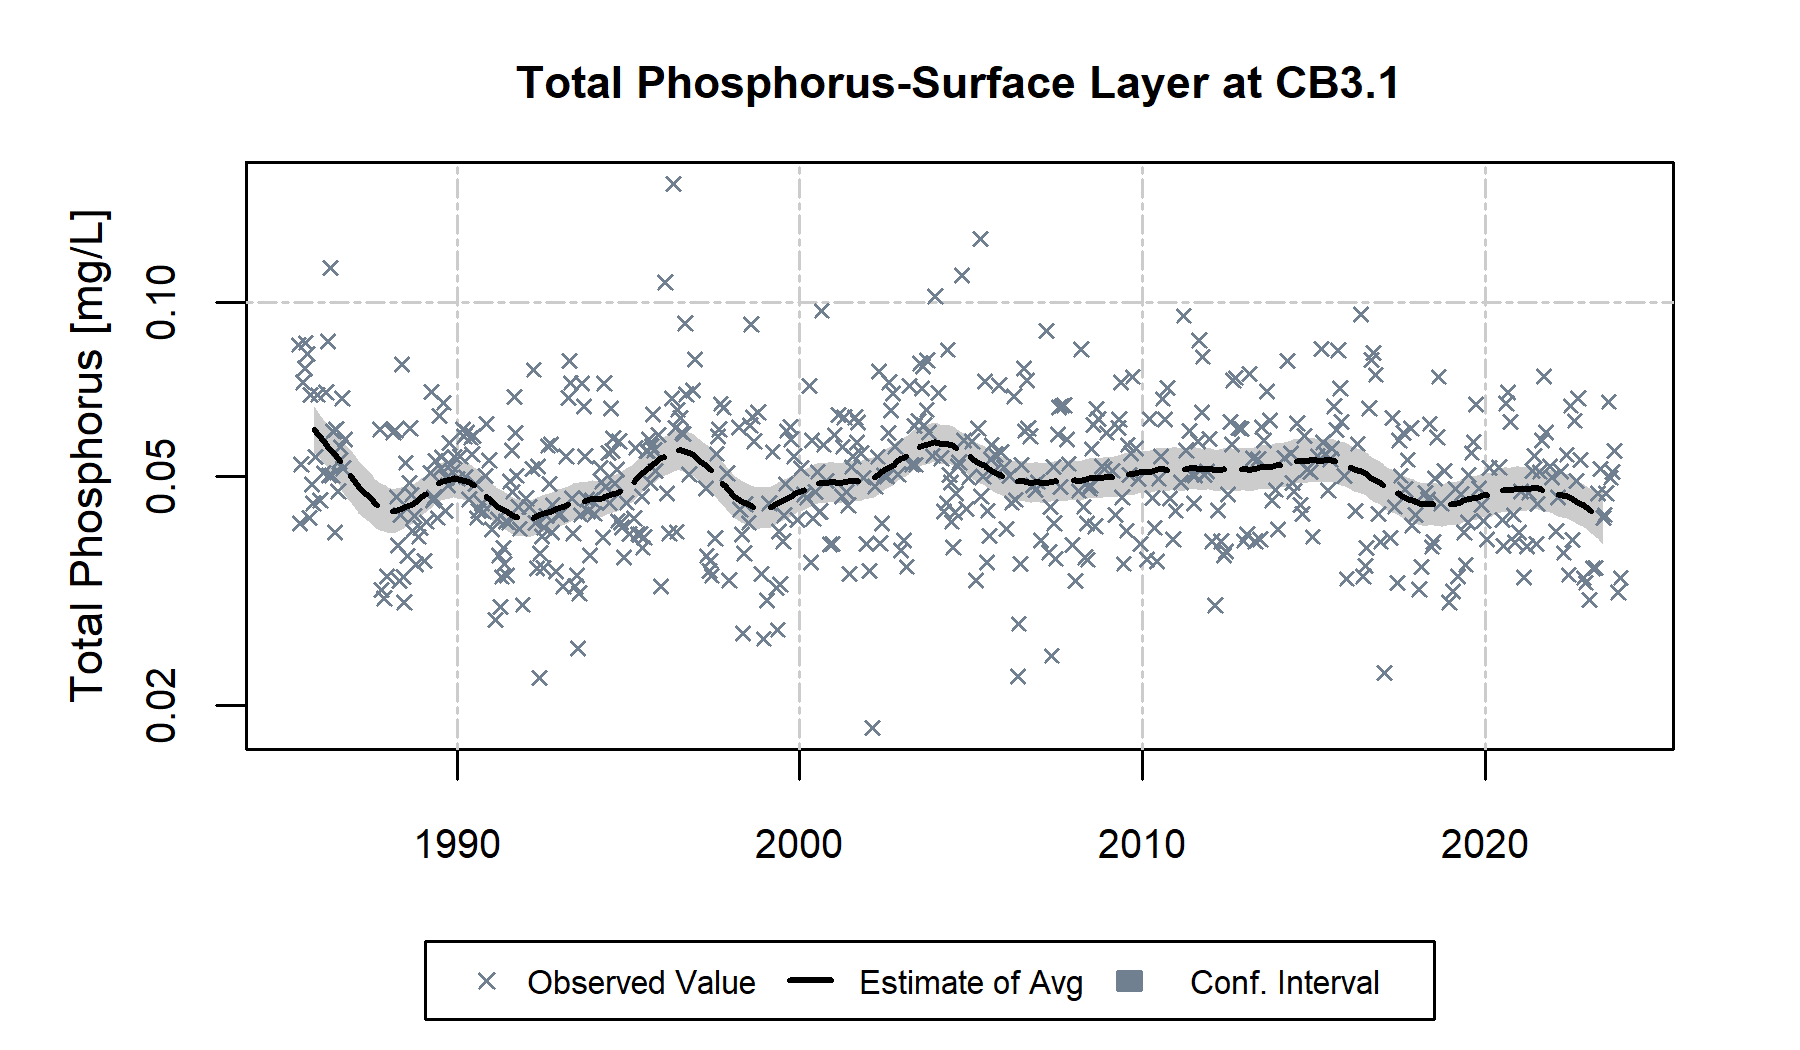 Total Phosphorus-Surface Layer at CB3.1
Total Phosphorus [mg/L]
0.10
0.05
0.02
1990 2000 2010 2020
Observed Value Estimate of Avg Conf. Interval